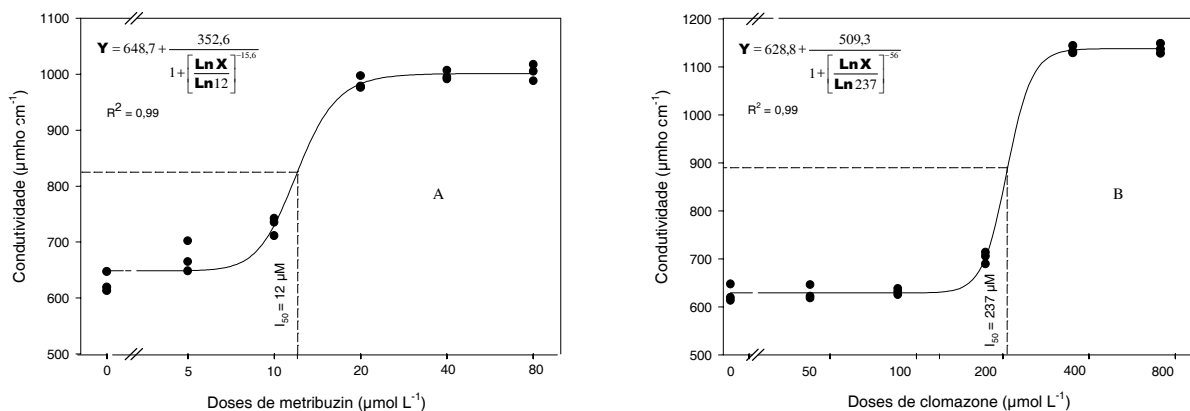 1100
1000
900
800
700
600
500
Condutividade (µmho cm⁻¹)
Y = 648,7 + 352,6 / 1 + [Ln X / Ln 12]^−15,6
R² = 0,99
A
I₅₀ = 12 µM
0 5 10 20 40 80
Doses de metribuzin (µmol L⁻¹)
1200
1100
1000
900
800
700
600
500
Condutividade (µmho cm⁻¹)
Y = 628,8 + 509,3 / 1 + [Ln X / Ln 237]^−56
R² = 0,99
B
I₅₀ = 237 µM
0 50 100 200 400 800
Doses de clomazone (µmol L⁻¹)